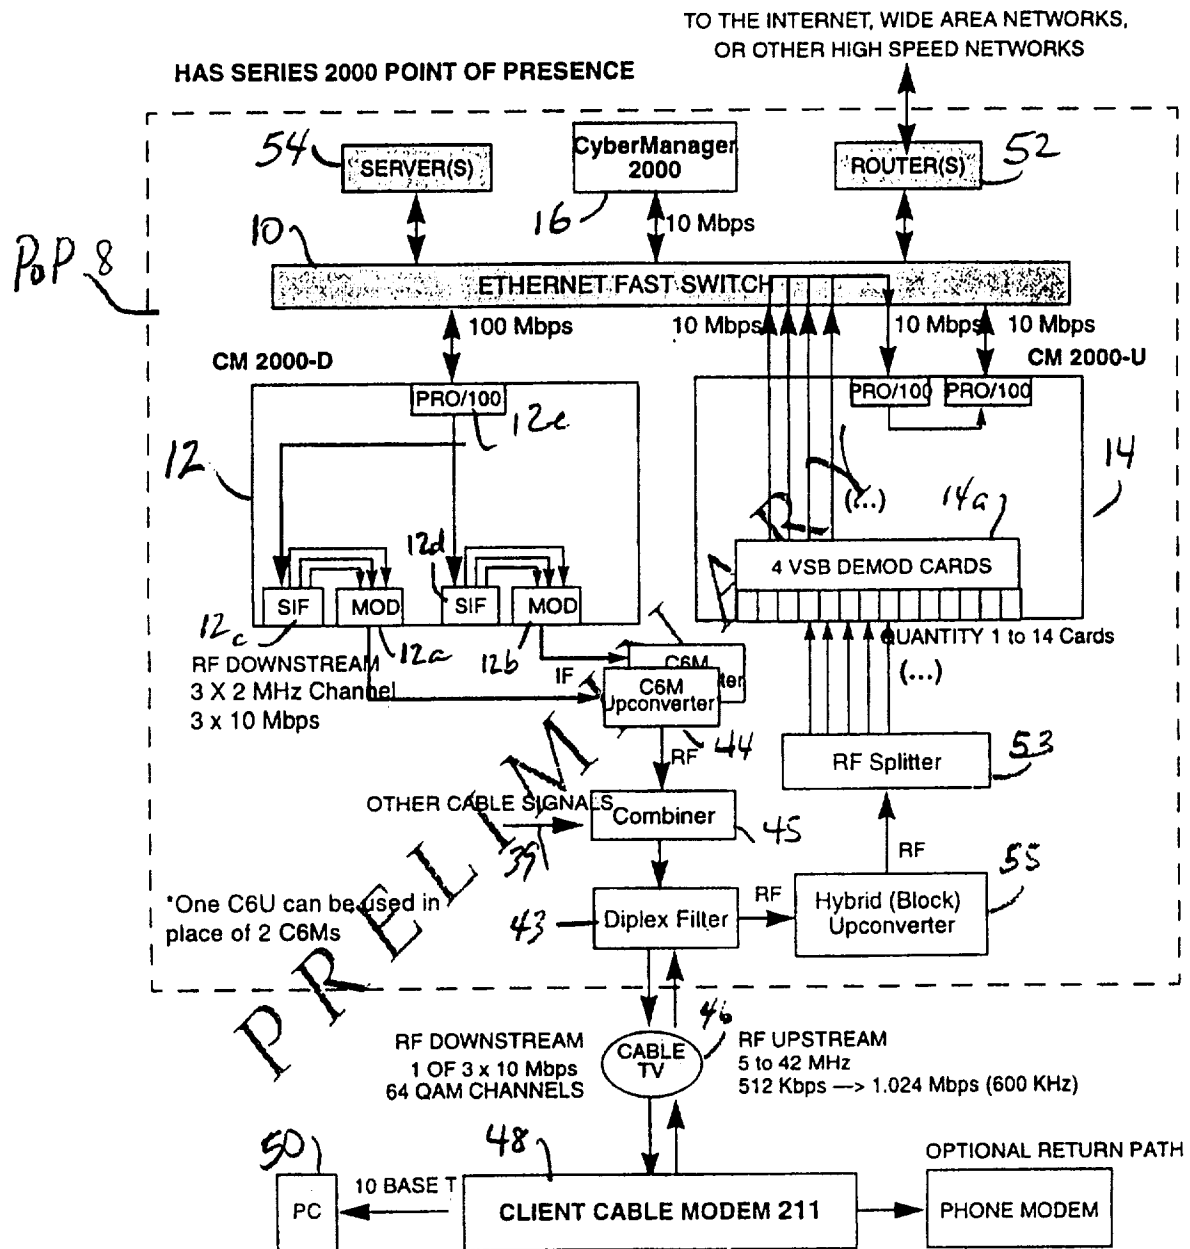 TO THE INTERNET, WIDE AREA NETWORKS,
OR OTHER HIGH SPEED NETWORKS
HAS SERIES 2000 POINT OF PRESENCE
54
SERVER(S)
CyberManager
2000
16
ROUTER(S)
52
10 Mbps
PoP 8
10
ETHERNET FAST SWITCH
100 Mbps
10 Mbps
10 Mbps
10 Mbps
CM 2000-D
CM 2000-U
PRO/100
12e
PRO/100
PRO/100
12
14
(...)
14a
12d
4 VSB DEMOD CARDS
SIF
MOD
SIF
MOD
12c
12a
12b
QUANTITY 1 to 14 Cards
(...)
RF DOWNSTREAM
3 X 2 MHz Channel
3 x 10 Mbps
IF
C6M
C6M
Upconverter
44
RF
RF Splitter
53
OTHER CABLE SIGNALS
39
Combiner
45
RF
55
*One C6U can be used in
place of 2 C6Ms
43
Diplex Filter
RF
Hybrid (Block)
Upconverter
PRELIM
RF DOWNSTREAM
1 OF 3 x 10 Mbps
64 QAM CHANNELS
CABLE
TV
46
RF UPSTREAM
5 to 42 MHz
512 Kbps —> 1.024 Mbps (600 KHz)
50
48
OPTIONAL RETURN PATH
PC
10 BASE T
CLIENT CABLE MODEM 211
PHONE MODEM